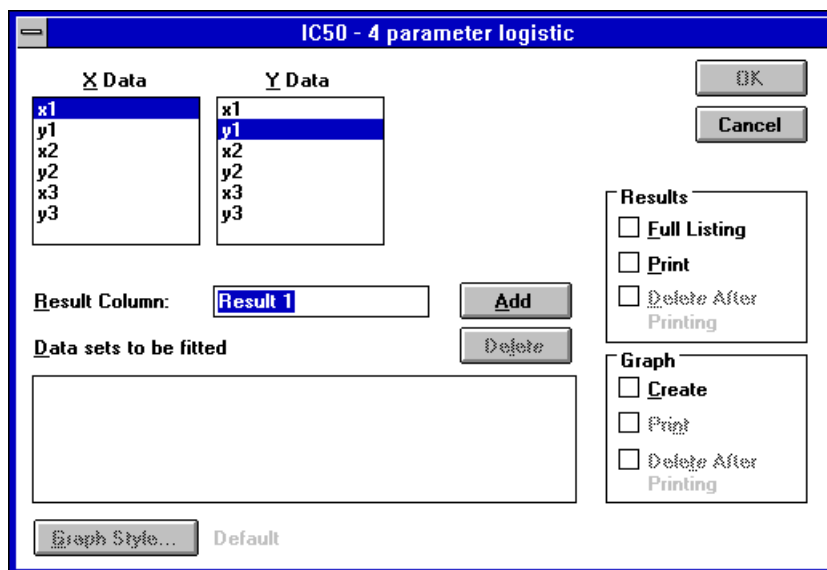 IC50 - 4 parameter logistic
X Data
Y Data
x1
y1
x2
y2
x3
y3
x1
y1
x2
y2
x3
y3
OK
Cancel
Results
Full Listing
Print
Delete After
Printing
Result Column:
Result 1
Add
Data sets to be fitted
Delete
Graph
Create
Print
Delete After
Printing
Graph Style...
Default